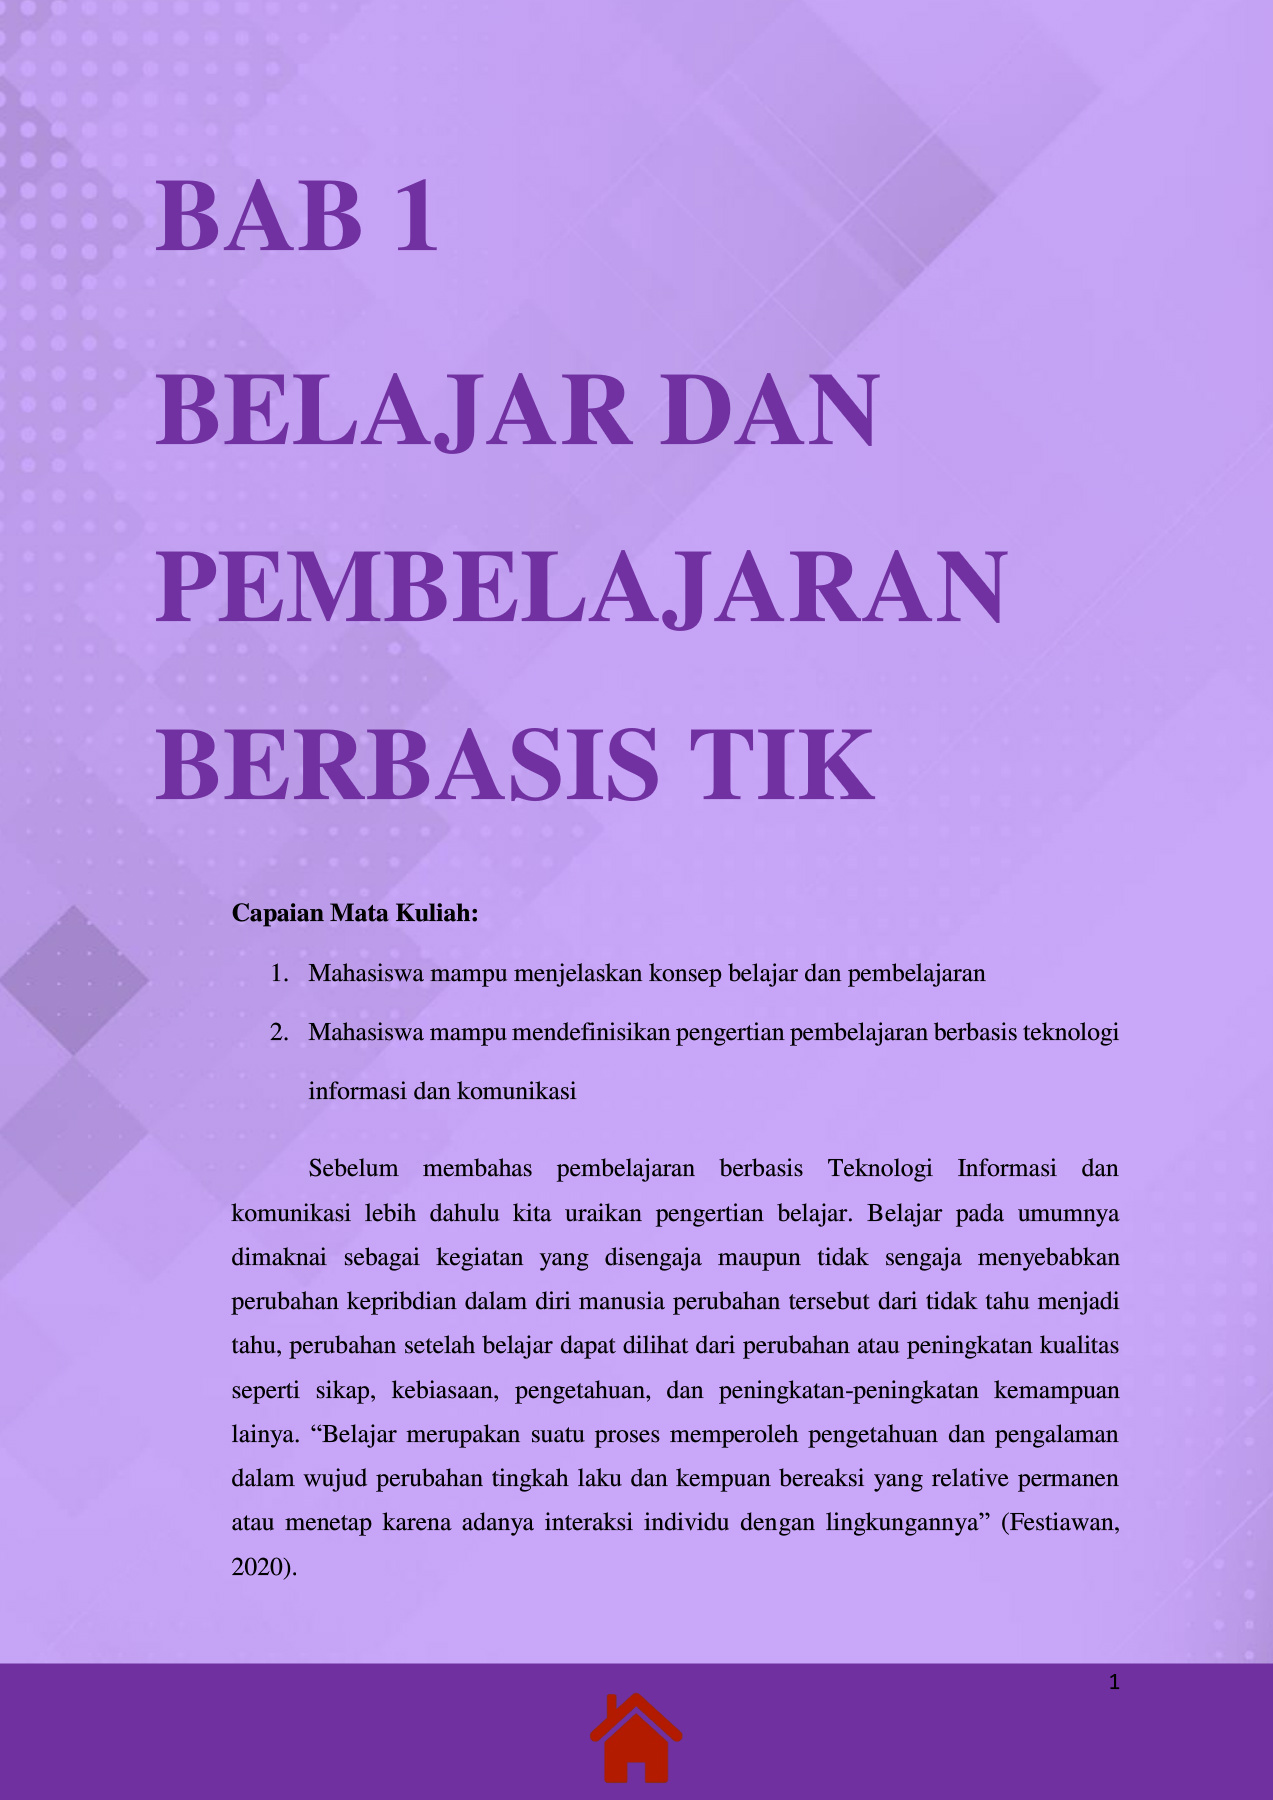 BAB 1
BELAJAR DAN
PEMBELAJARAN
BERBASIS TIK
Capaian Mata Kuliah:
1. Mahasiswa mampu menjelaskan konsep belajar dan pembelajaran
2. Mahasiswa mampu mendefinisikan pengertian pembelajaran berbasis teknologi
informasi dan komunikasi
Sebelum membahas pembelajaran berbasis Teknologi Informasi dan
komunikasi lebih dahulu kita uraikan pengertian belajar. Belajar pada umumnya
dimaknai sebagai kegiatan yang disengaja maupun tidak sengaja menyebabkan
perubahan kepribdian dalam diri manusia perubahan tersebut dari tidak tahu menjadi
tahu, perubahan setelah belajar dapat dilihat dari perubahan atau peningkatan kualitas
seperti sikap, kebiasaan, pengetahuan, dan peningkatan-peningkatan kemampuan
lainya. “Belajar merupakan suatu proses memperoleh pengetahuan dan pengalaman
dalam wujud perubahan tingkah laku dan kempuan bereaksi yang relative permanen
atau menetap karena adanya interaksi individu dengan lingkungannya” (Festiawan,
2020).
1